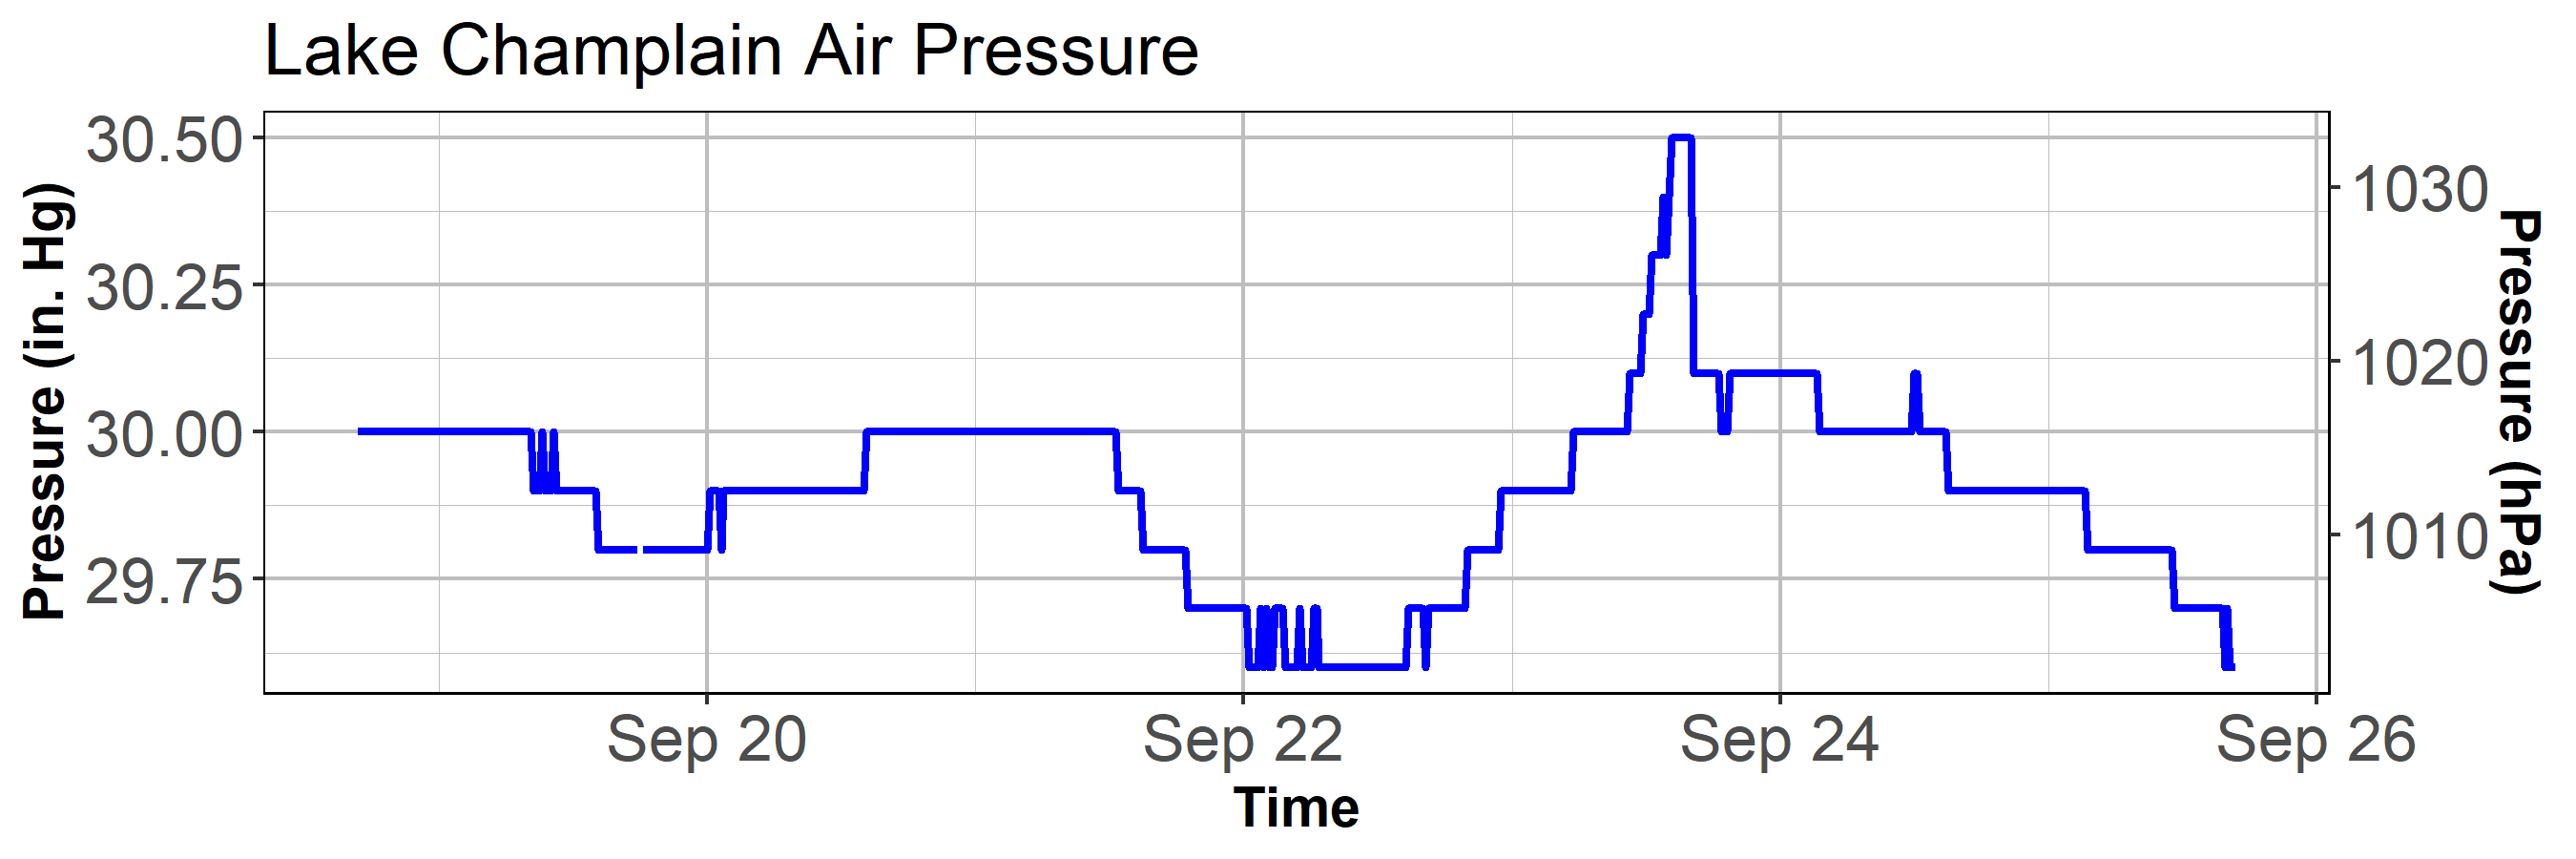 Lake Champlain Air Pressure
Pressure (in. Hg)
30.50
30.25
30.00
29.75
1030
1020
1010
Pressure (hPa)
Sep 20
Sep 22
Sep 24
Sep 26
Time